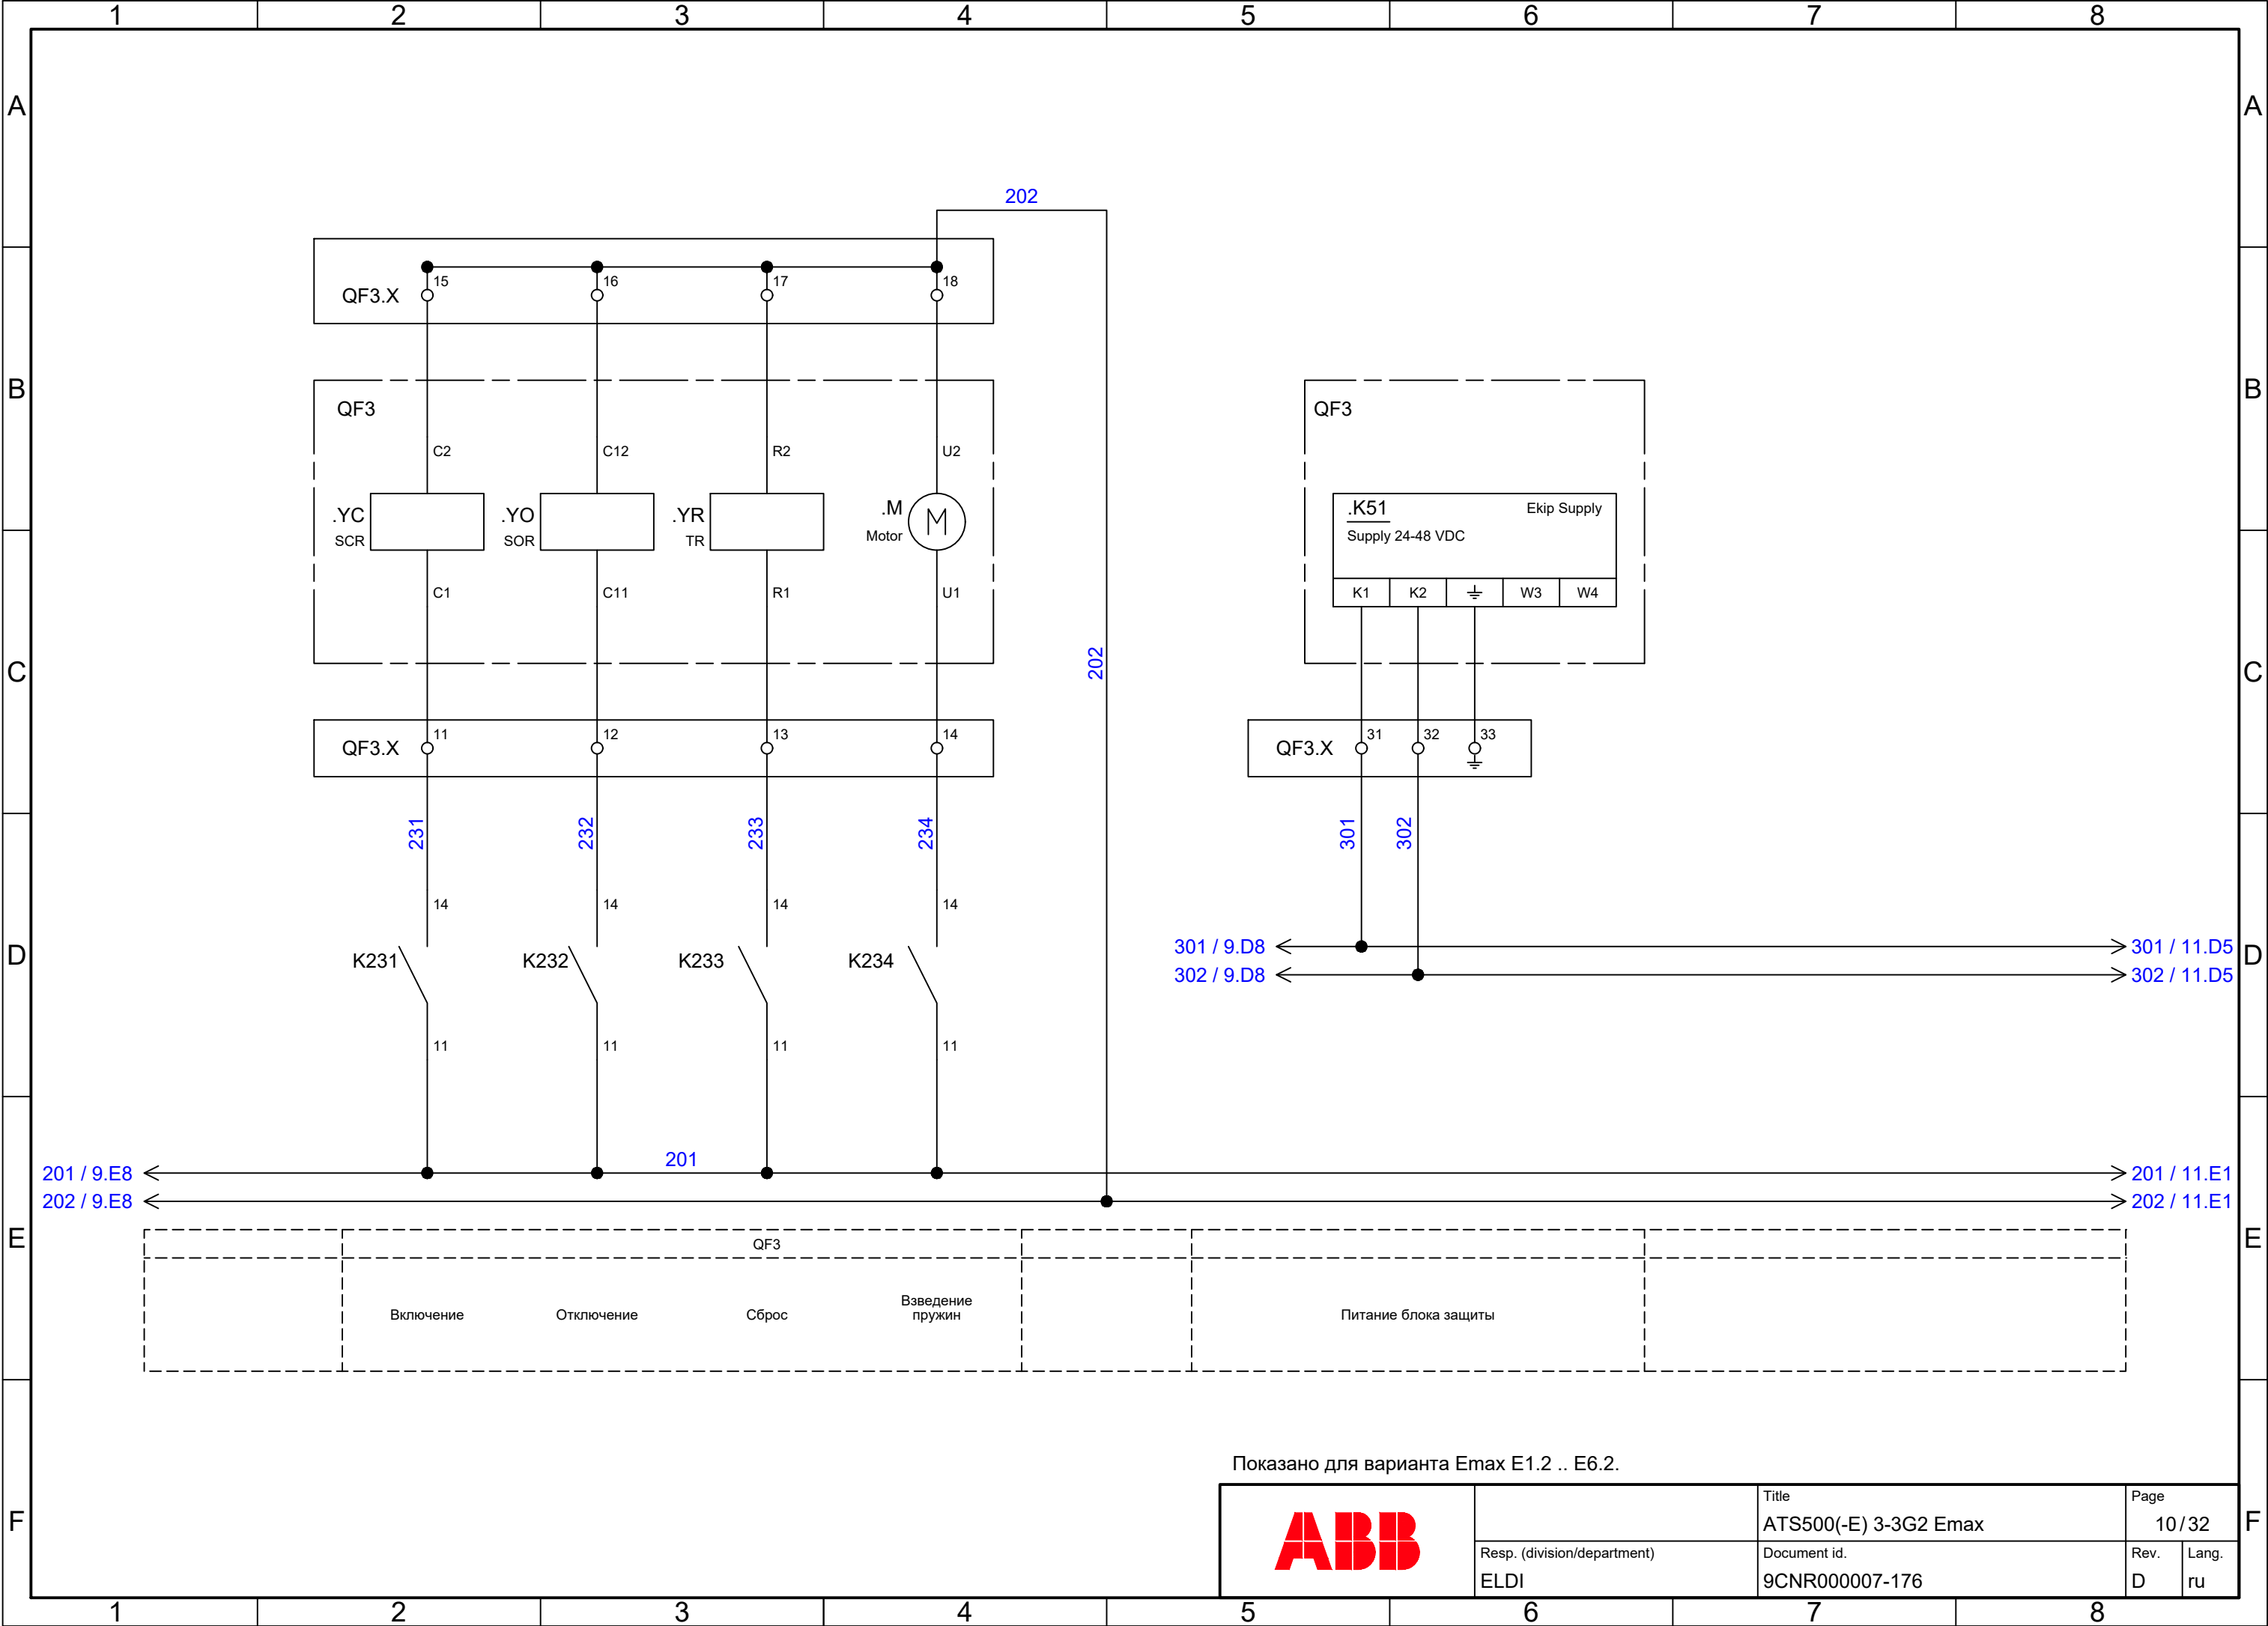 1 2 3 4 5 6 7 8
A A
202
15 16 17 18
QF3.X
B B
QF3 QF3
C2 C12 R2 U2
.YC .YO .YR .M M .K51 Ekip Supply
SCR SOR TR Motor Supply 24-48 VDC
C1 C11 R1 U1 K1 K2 W3 W4
202
C C
11 12 13 14 31 32 33
QF3.X QF3.X
231 232 233 234 301 302
14 14 14 14
301 / 9.D8 301 / 11.D5
D D
K231 K232 K233 K234
302 / 9.D8 302 / 11.D5
11 11 11 11
201
201 / 9.E8 201 / 11.E1
202 / 9.E8 202 / 11.E1
E E
QF3
Включение Отключение Сброс Взведение
пружин
Питание блока защиты
Показано для варианта Emax E1.2 .. E6.2.
F F
ABB
Title Page
ATS500(-E) 3-3G2 Emax 10/32
Resp. (division/department) Document id. Rev. Lang.
ELDI 9CNR000007-176 D ru
1 2 3 4 5 6 7 8